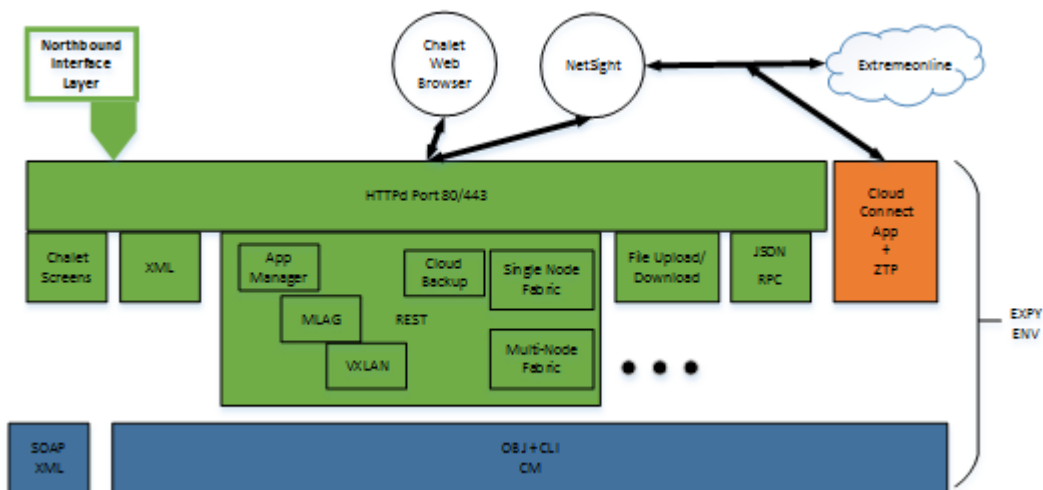 Northbound
Interface
Layer
Chalet
Web
Browser
NetSight
Extremeonline
HTTPd Port 80/443
Cloud
Connect
App
+
ZTP
Chalet
Screens
XML
App
Manager
Cloud
Backup
Single Node
Fabric
File Upload/
Download
JSON
RPC
MLAG
REST
VXLAN
Multi-Node
Fabric
EXPY
ENV
SOAP
XML
OBJ+CLI
CM